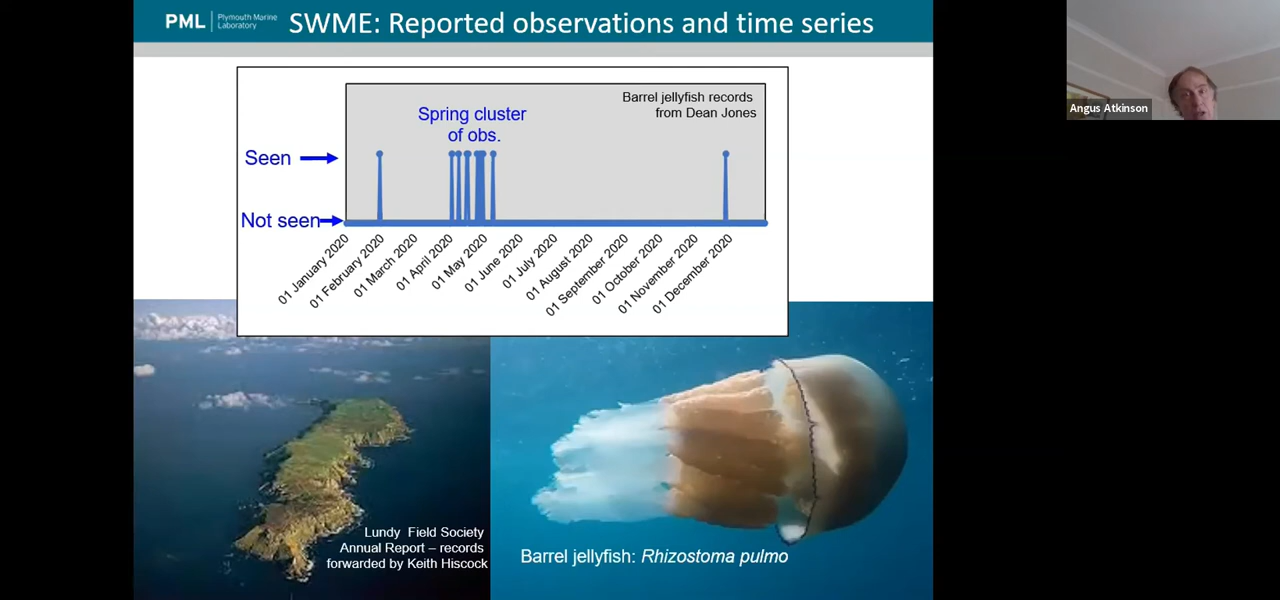 PML | Plymouth Marine
Laboratory
SWME: Reported observations and time series
Angus Atkinson
Barrel jellyfish records
from Dean Jones
Spring cluster
of obs.
Seen
Not seen
01 January 2020
01 February 2020
01 March 2020
01 April 2020
01 May 2020
01 June 2020
01 July 2020
01 August 2020
01 September 2020
01 October 2020
01 November 2020
01 December 2020
Lundy Field Society
Annual Report – records
forwarded by Keith Hiscock
Barrel jellyfish: Rhizostoma pulmo